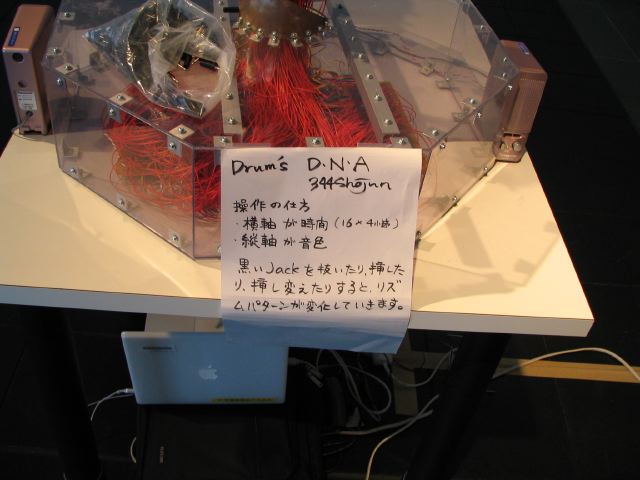 Drum's D·N·A
344Shojun
操作の仕方
・横軸が時間(16×4小節)
・縦軸が音色
黒いJackを抜いたり、挿した
り、挿し変えたりすると、リズ
ムパターンが変化していきます。